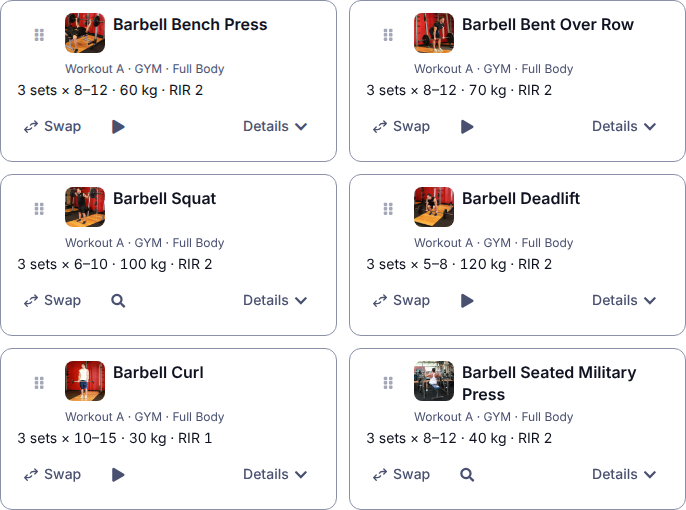 Barbell Bench Press
Workout A · GYM · Full Body
3 sets × 8–12 · 60 kg · RIR 2
Swap
Details
Barbell Bent Over Row
Workout A · GYM · Full Body
3 sets × 8–12 · 70 kg · RIR 2
Swap
Details
Barbell Squat
Workout A · GYM · Full Body
3 sets × 6–10 · 100 kg · RIR 2
Swap
Details
Barbell Deadlift
Workout A · GYM · Full Body
3 sets × 5–8 · 120 kg · RIR 2
Swap
Details
Barbell Curl
Workout A · GYM · Full Body
3 sets × 10–15 · 30 kg · RIR 1
Swap
Details
Barbell Seated Military
Press
Workout A · GYM · Full Body
3 sets × 8–12 · 40 kg · RIR 2
Swap
Details